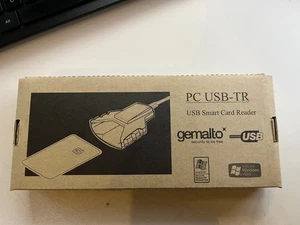 PC USB-TR
USB Smart Card Reader
gemalto
security to be free
USB